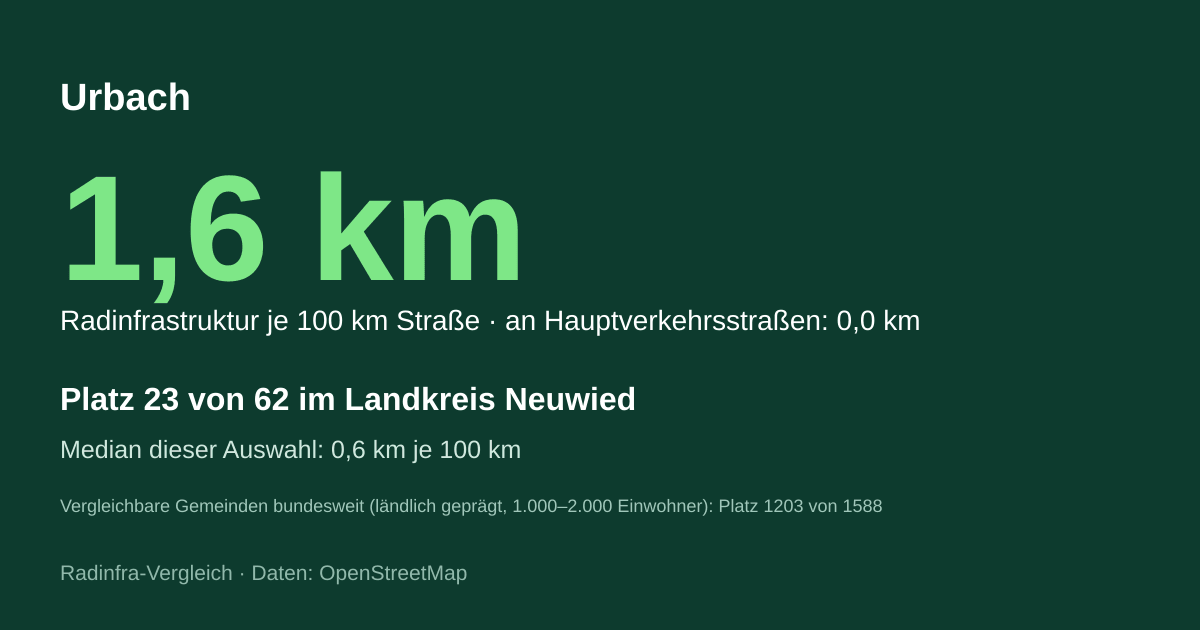 Urbach
1,6 km
Radinfrastruktur je 100 km Straße · an Hauptverkehrsstraßen: 0,0 km
Platz 23 von 62 im Landkreis Neuwied
Median dieser Auswahl: 0,6 km je 100 km
Vergleichbare Gemeinden bundesweit (ländlich geprägt, 1.000–2.000 Einwohner): Platz 1203 von 1588
Radinfra-Vergleich · Daten: OpenStreetMap